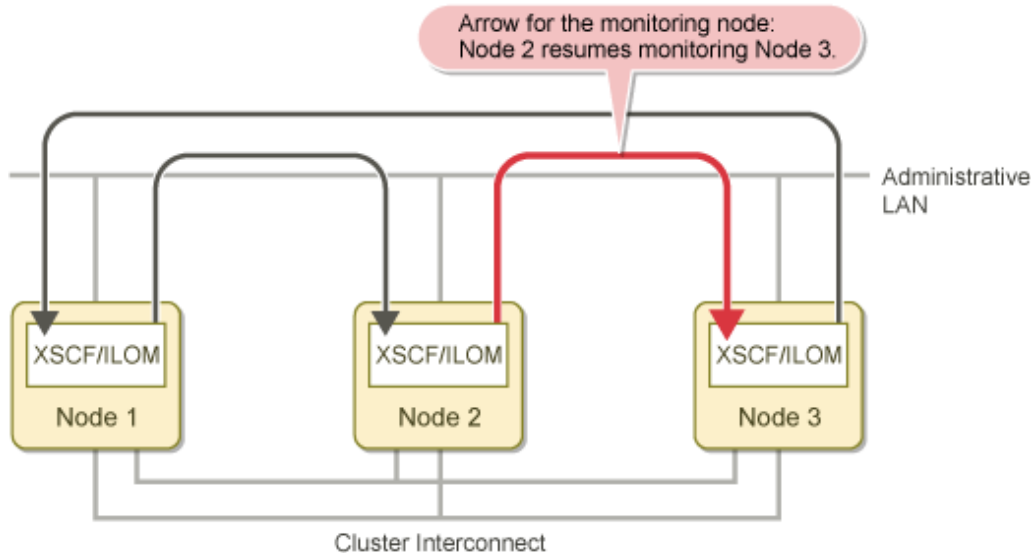 Arrow for the monitoring node:
Node 2 resumes monitoring Node 3.
Administrative
LAN
XSCF/ILOM
XSCF/ILOM
XSCF/ILOM
Node 1
Node 2
Node 3
Cluster Interconnect